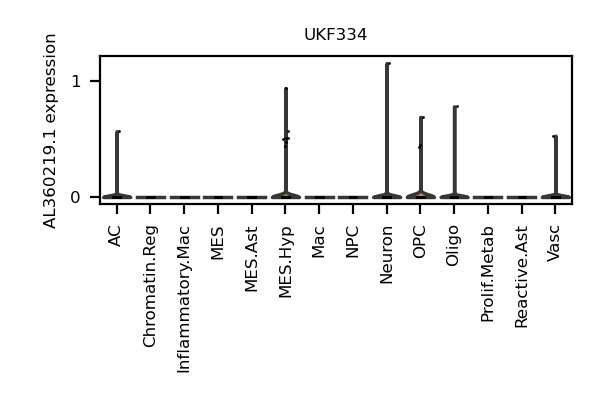 UKF334
AL360219.1 expression
1
0
AC
Chromatin.Reg
Inflammatory.Mac
MES
MES.Ast
MES.Hyp
Mac
NPC
Neuron
OPC
Oligo
Prolif.Metab
Reactive.Ast
Vasc